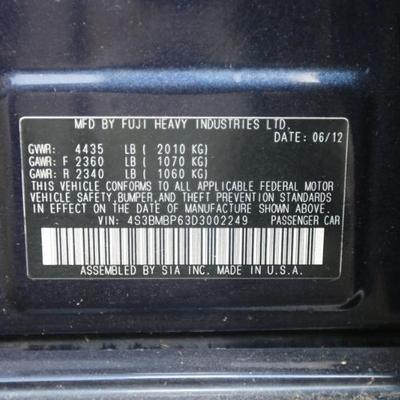 MFD BY FUJI HEAVY INDUSTRIES LTD.
DATE: 06/12
GVWR: 4435 LB ( 2010 KG)
GAWR: F 2360 LB ( 1070 KG)
GAWR: R 2340 LB ( 1060 KG)
THIS VEHICLE CONFORMS TO ALL APPLICABLE FEDERAL MOTOR
VEHICLE SAFETY, BUMPER, AND THEFT PREVENTION STANDARDS
IN EFFECT ON THE DATE OF MANUFACTURE SHOWN ABOVE.
VIN: 4S3BMBP63D3002249 PASSENGER CAR
ASSEMBLED BY SIA INC. MADE IN U.S.A.